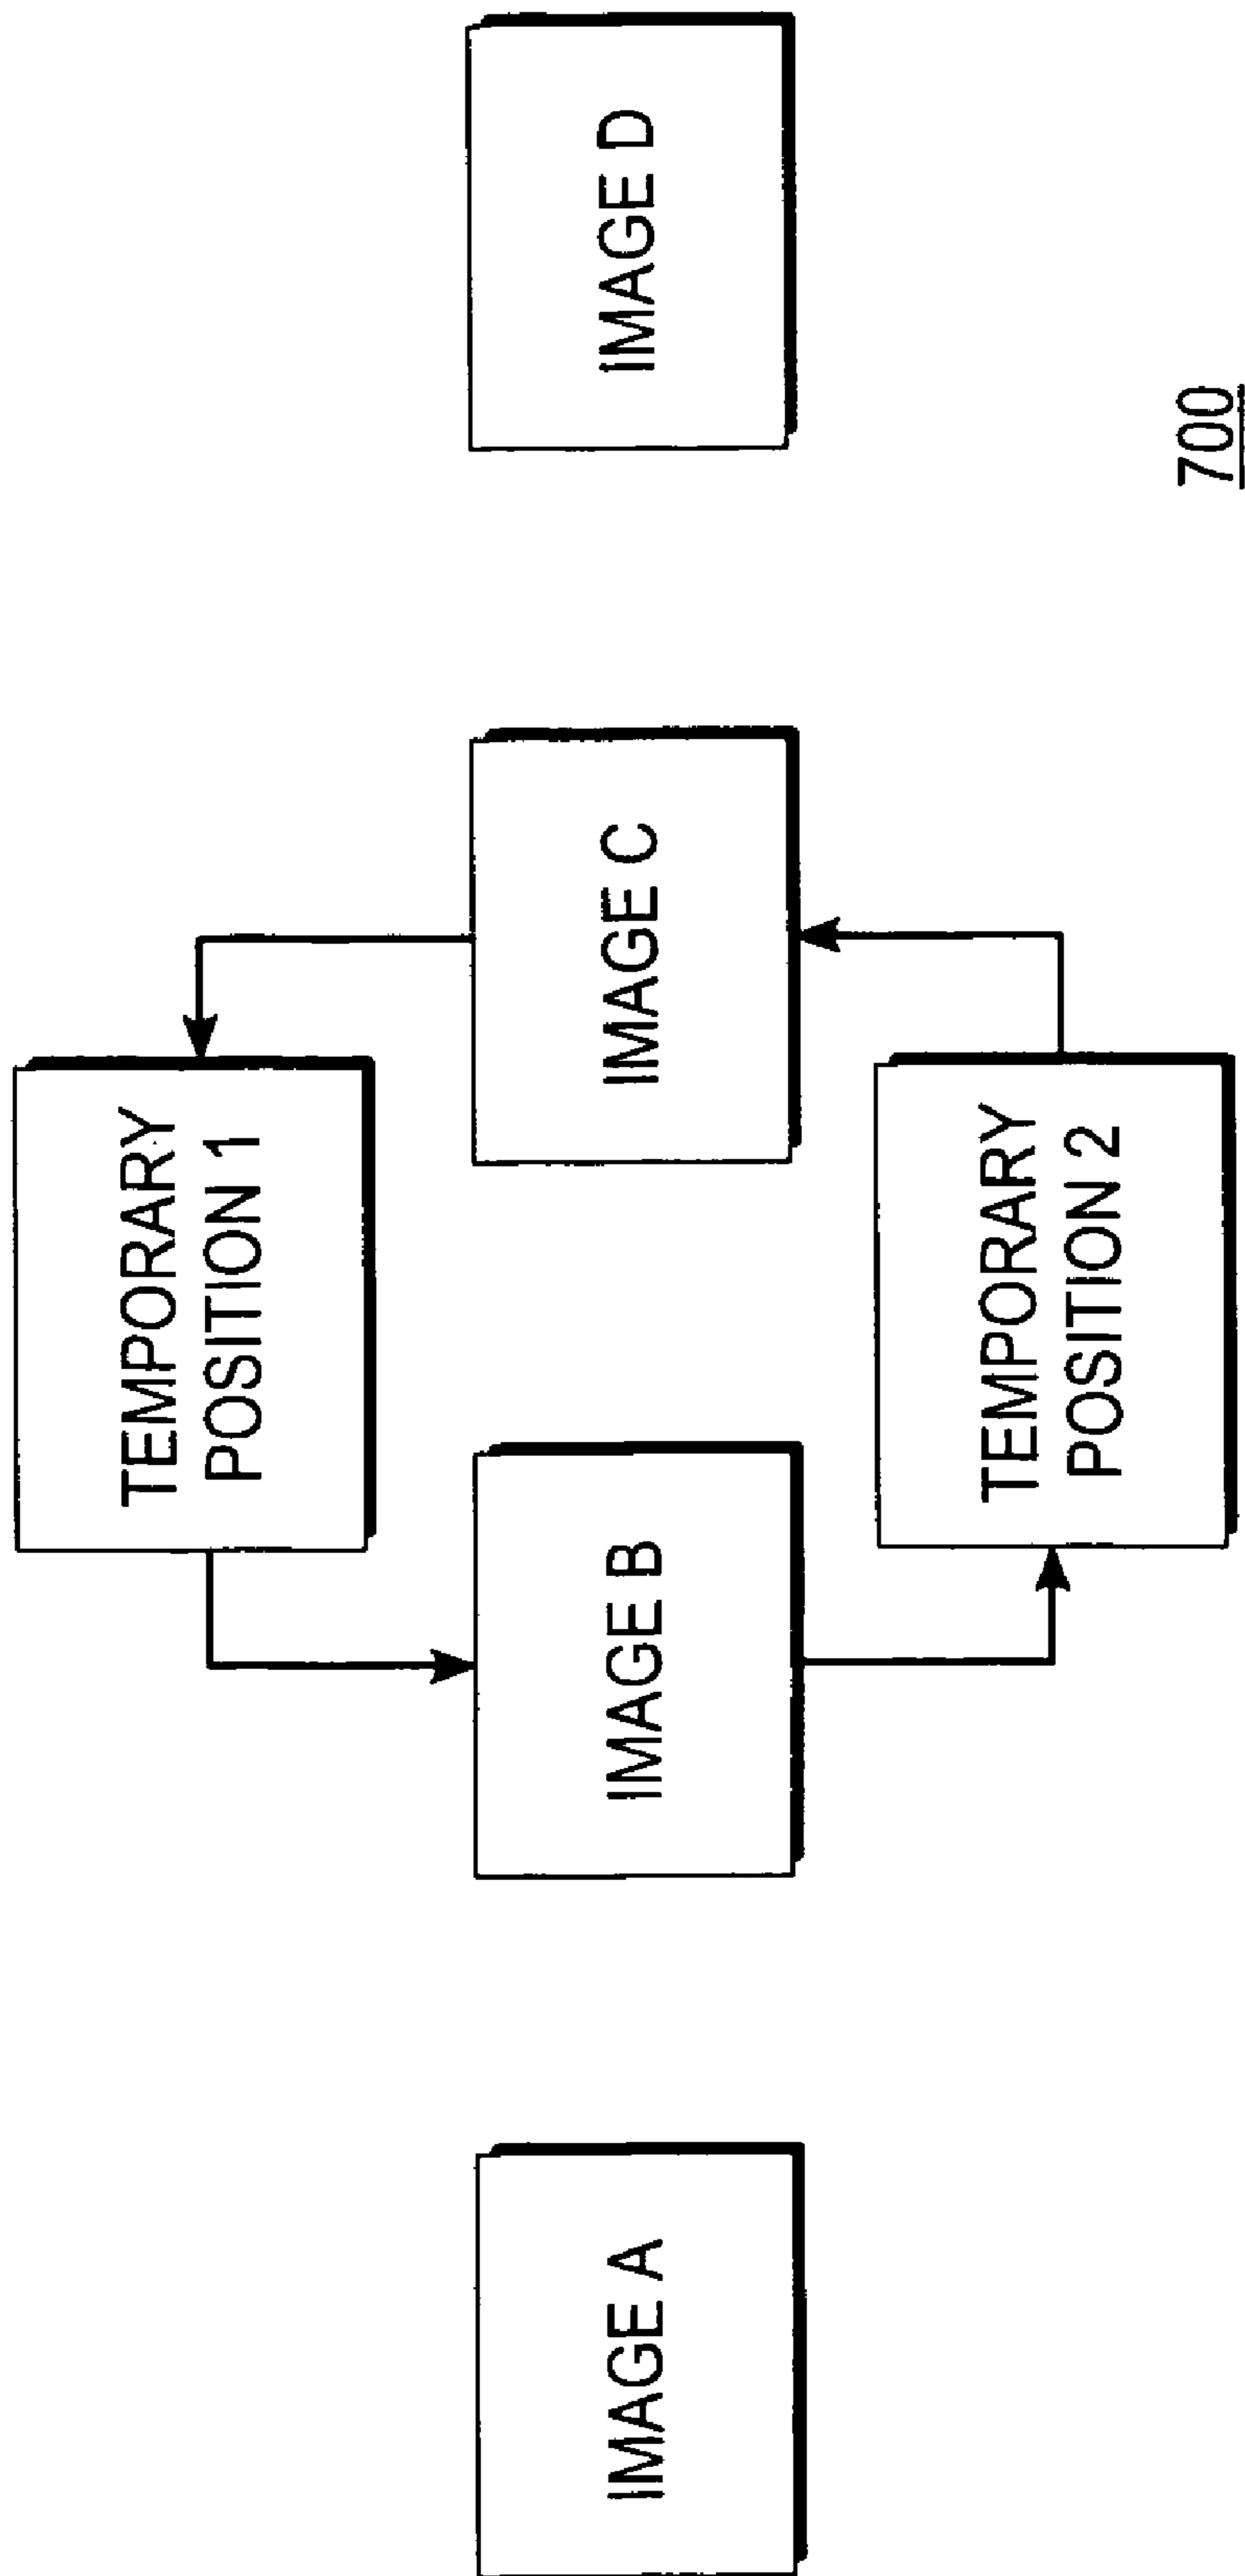 TEMPORARY
POSITION 1
IMAGE A
IMAGE B
IMAGE C
IMAGE D
TEMPORARY
POSITION 2
700